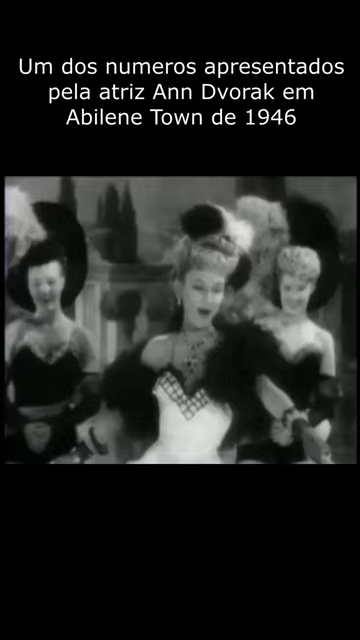 Um dos numeros apresentados
pela atriz Ann Dvorak em
Abilene Town de 1946